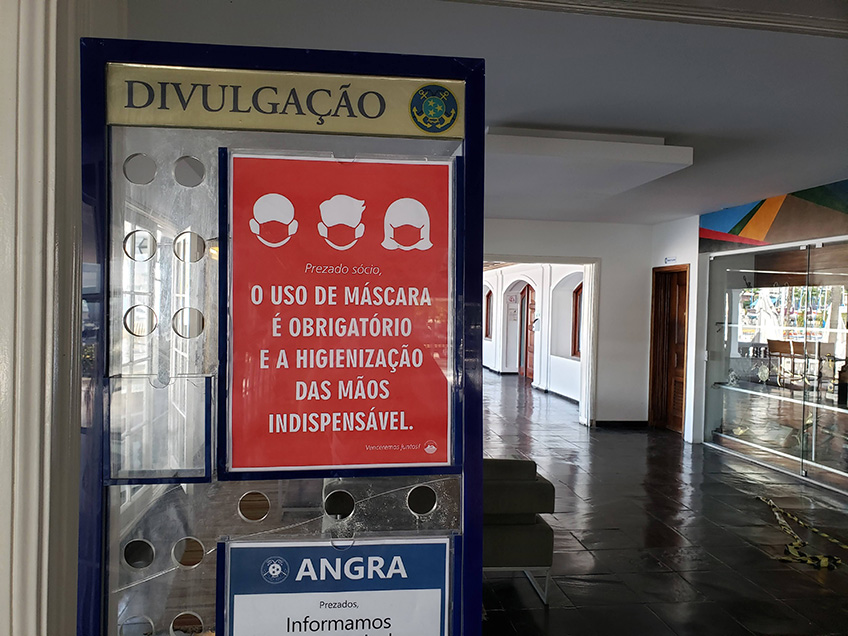 DIVULGAÇÃO
Prezado sócio,
O USO DE MÁSCARA
É OBRIGATÓRIO
E A HIGIENIZAÇÃO
DAS MÃOS
INDISPENSÁVEL.
Venceremos Juntos!
ANGRA
Prezados,
Informamos